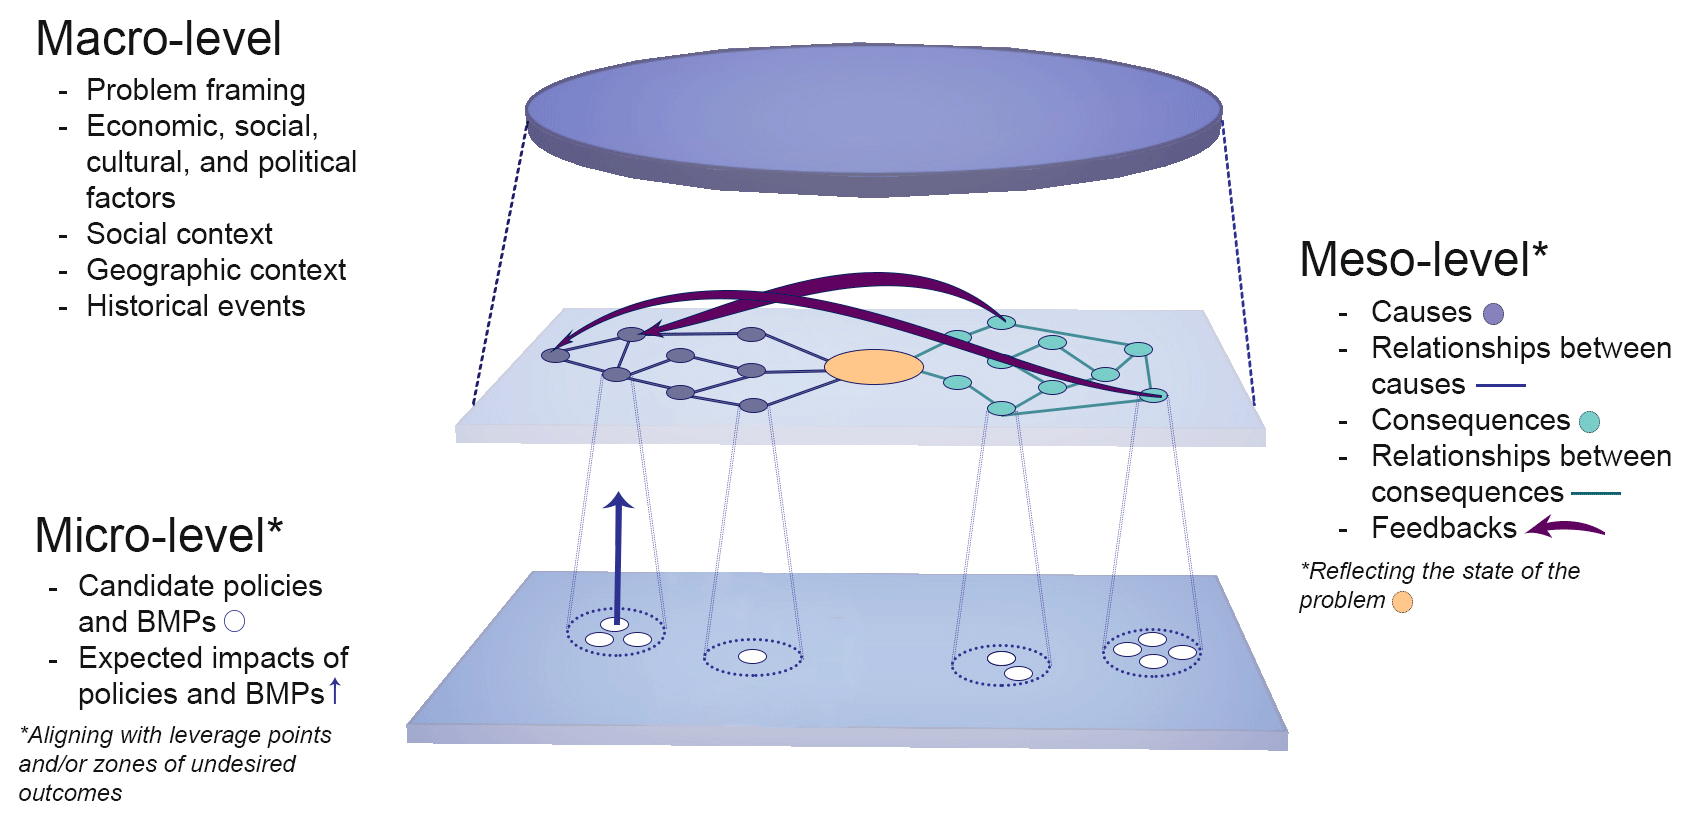 Macro-level
- Problem framing
- Economic, social,
cultural, and political
factors
- Social context
- Geographic context
- Historical events
Meso-level*
- Causes
- Relationships between
causes
- Consequences
- Relationships between
consequences
- Feedbacks
*Reflecting the state of the
problem
Micro-level*
- Candidate policies
and BMPs
- Expected impacts of
policies and BMPs
*Aligning with leverage points
and/or zones of undesired
outcomes